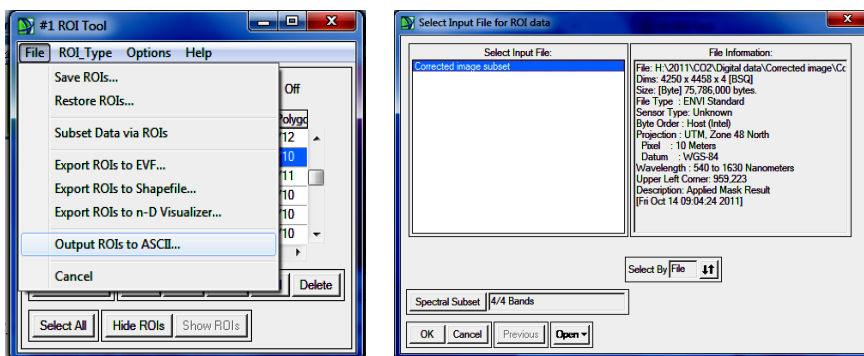 #1 ROI Tool
File ROI_Type Options Help
Save ROIs...
Restore ROIs...
Subset Data via ROIs
Export ROIs to EVF...
Export ROIs to Shapefile...
Export ROIs to n-D Visualizer...
Output ROIs to ASCII...
Cancel
Off
Polygo
/12
/10
/11
/10
/10
/10
Delete
Select All Hide ROIs Show ROIs
Select Input File for ROI data
Select Input File:
Corrected image subset
File Information:
File: H:\2011\CO2\Digital data\Corrected image\Cc
Dims: 4250 x 4458 x 4 [BSQ]
Size: [Byte] 75,786,000 bytes.
File Type : ENVI Standard
Sensor Type: Unknown
Byte Order : Host (Intel)
Projection : UTM, Zone 48 North
Pixel : 10 Meters
Datum : WGS-84
Wavelength : 540 to 1630 Nanometers
Upper Left Corner: 959,223
Description: Applied Mask Result
[Fri Oct 14 09:04:24 2011]
Select By File
Spectral Subset 4/4 Bands
OK Cancel Previous Open